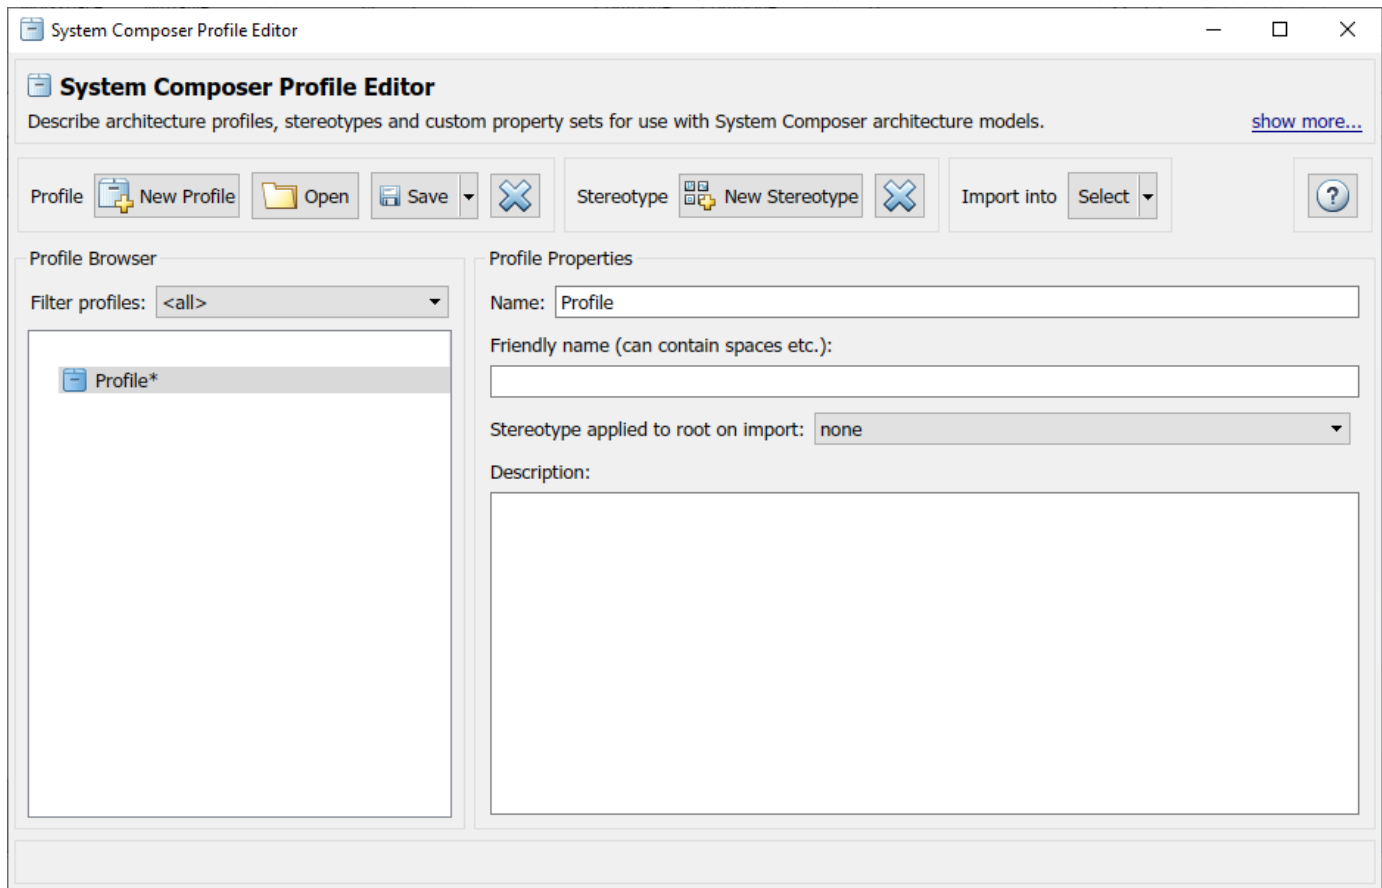 System Composer Profile Editor
System Composer Profile Editor
Describe architecture profiles, stereotypes and custom property sets for use with System Composer architecture models. show more...
Profile New Profile Open Save Stereotype New Stereotype Import into Select ?
Profile Browser
Filter profiles: <all>
Profile*
Profile Properties
Name: Profile
Friendly name (can contain spaces etc.):
Stereotype applied to root on import: none
Description: